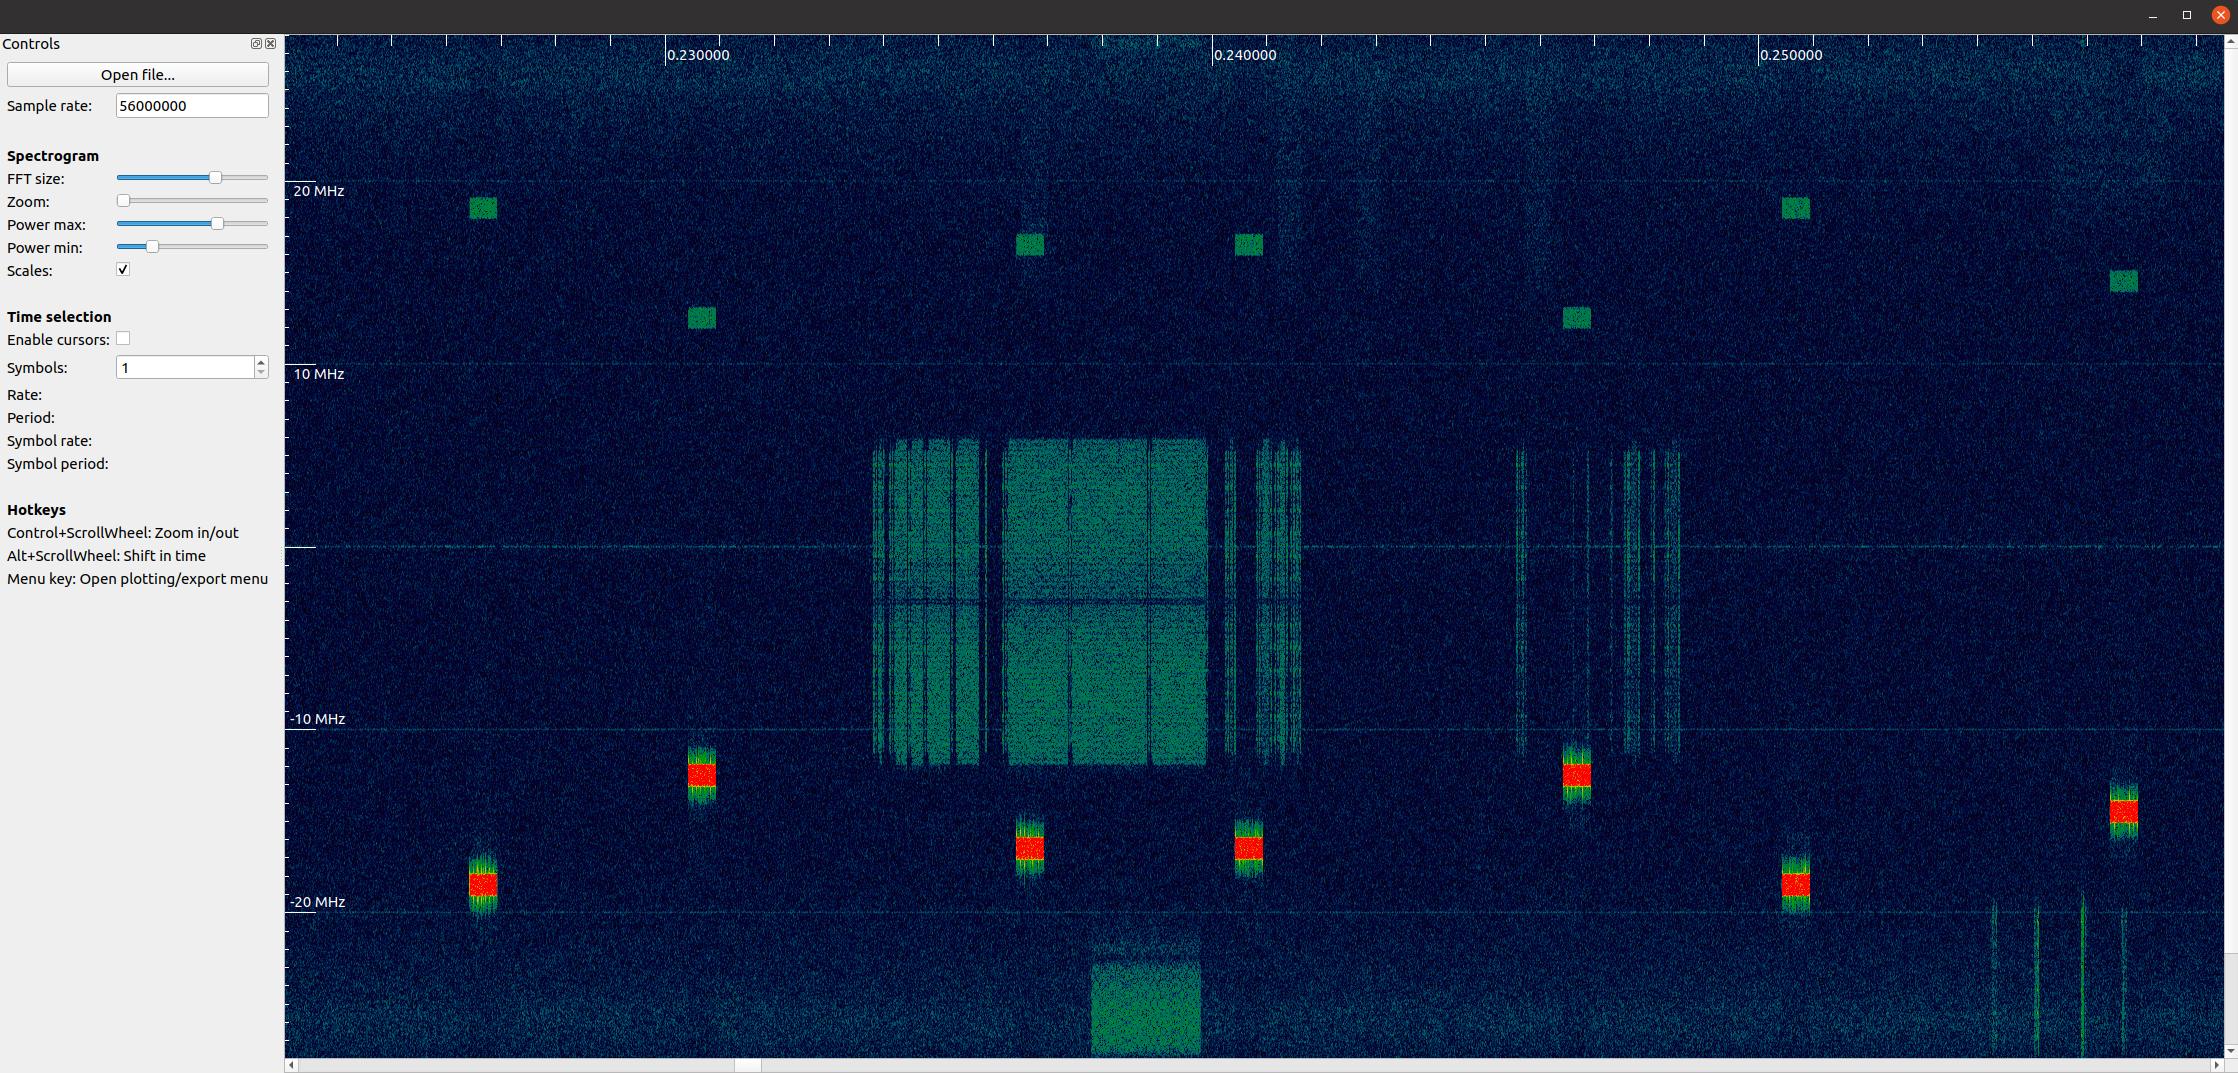 Controls
Open file...
Sample rate: 56000000
Spectrogram
FFT size:
Zoom:
Power max:
Power min:
Scales:
Time selection
Enable cursors:
Symbols: 1
Rate:
Period:
Symbol rate:
Symbol period:
Hotkeys
Control+ScrollWheel: Zoom in/out
Alt+ScrollWheel: Shift in time
Menu key: Open plotting/export menu
0.230000 0.240000 0.250000
20 MHz
10 MHz
-10 MHz
-20 MHz